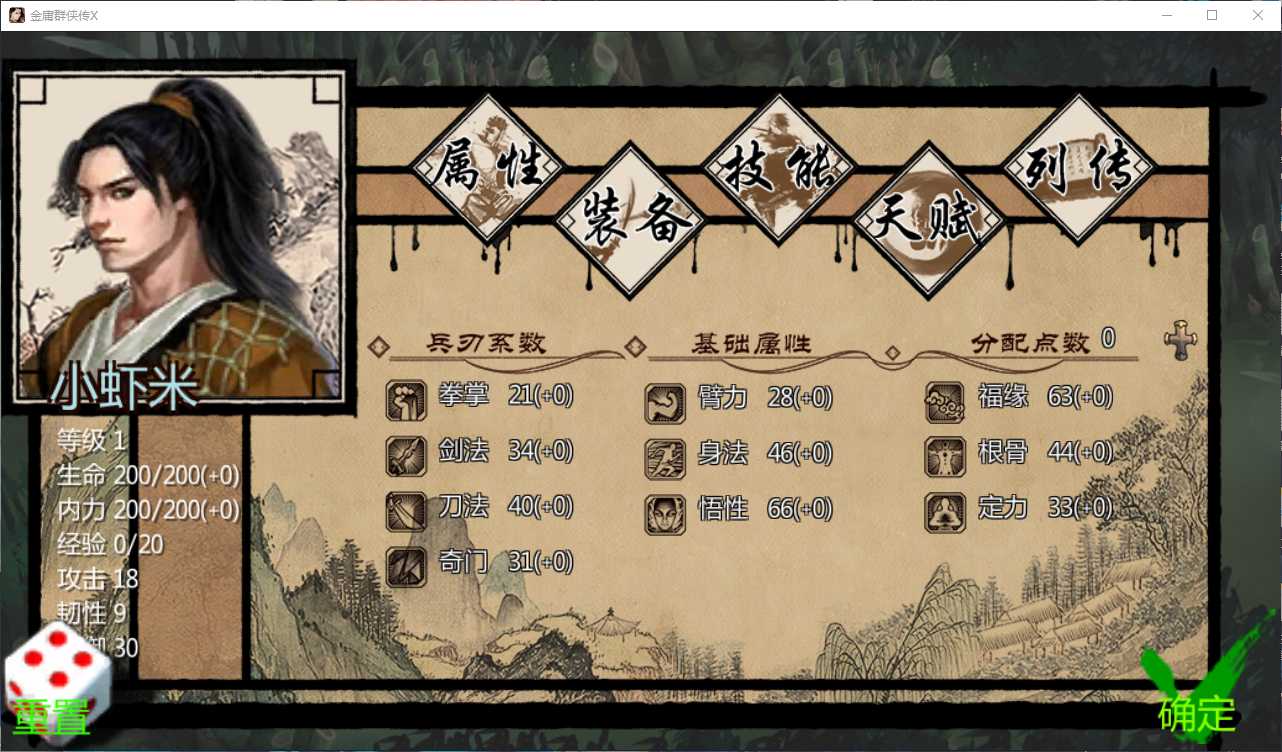 金庸群侠传X
属性
装备
技能
天赋
列传
兵刃系数
基础属性
分配点数 0
拳掌 21(+0)
臂力 28(+0)
福缘 63(+0)
剑法 34(+0)
身法 46(+0)
根骨 44(+0)
刀法 40(+0)
悟性 66(+0)
定力 33(+0)
奇门 31(+0)
小虾米
等级 1
生命 200/200(+0)
内力 200/200(+0)
经验 0/20
攻击 18
韧性 9
御 30
重置
确定